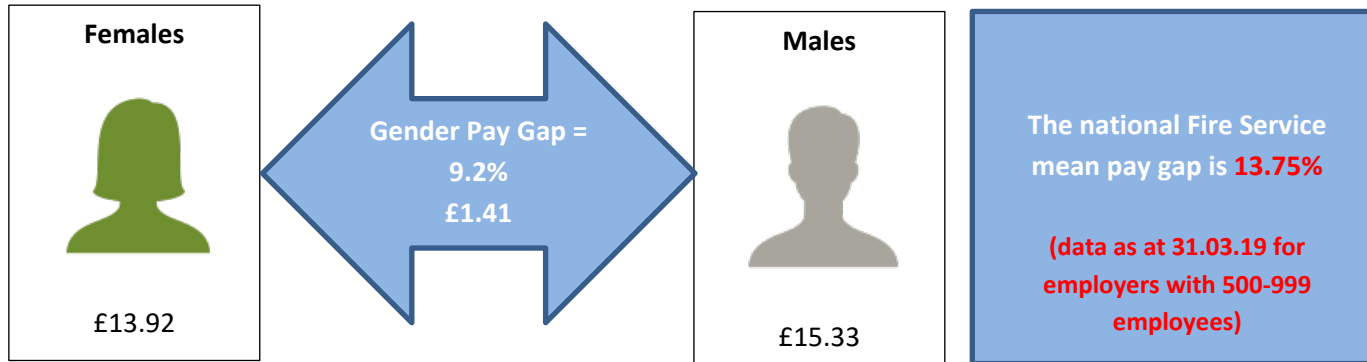 Females
£13.92
Gender Pay Gap =
9.2%
£1.41
Males
£15.33
The national Fire Service
mean pay gap is 13.75%
(data as at 31.03.19 for
employers with 500-999
employees)